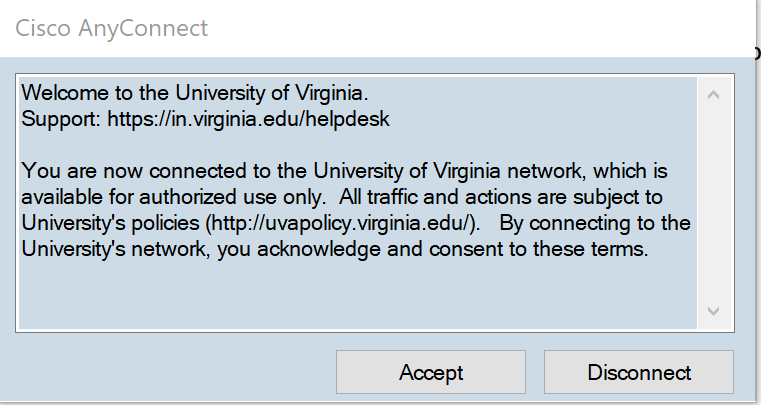 Cisco AnyConnect
Welcome to the University of Virginia.
Support: https://in.virginia.edu/helpdesk
You are now connected to the University of Virginia network, which is
available for authorized use only.  All traffic and actions are subject to
University's policies (http://uvapolicy.virginia.edu/).   By connecting to the
University's network, you acknowledge and consent to these terms.
Accept Disconnect